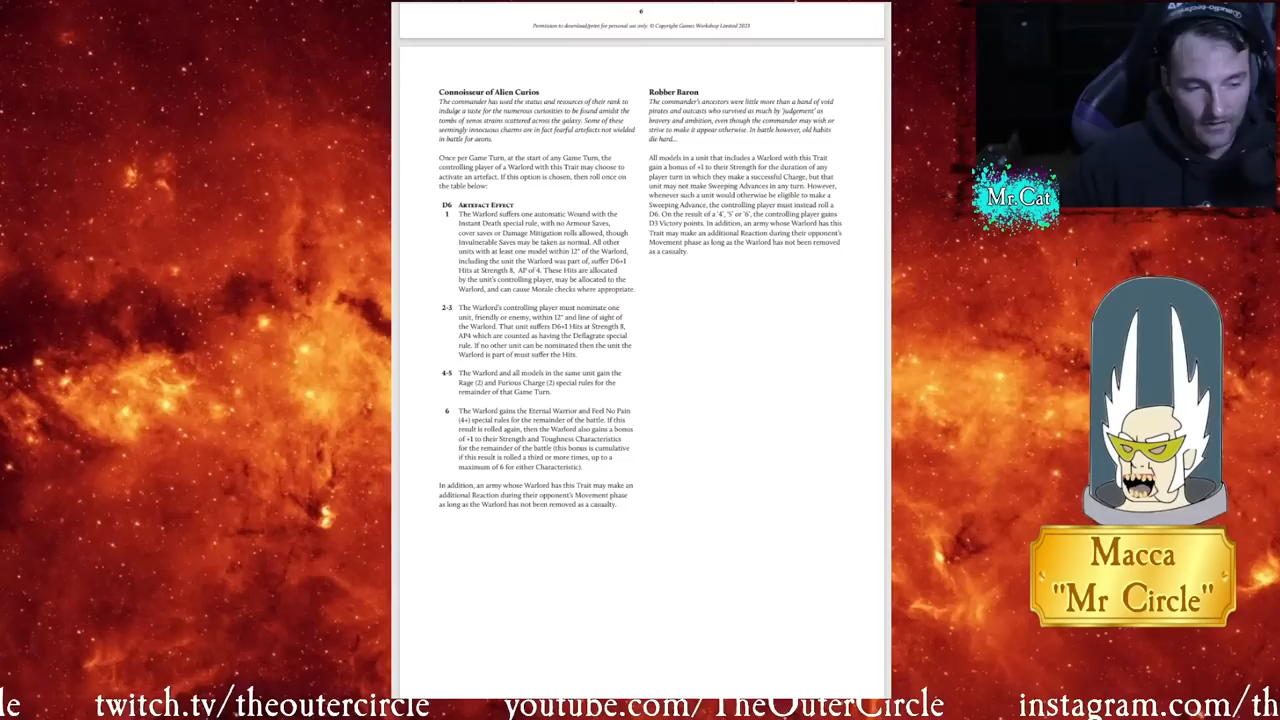 6
Permission to download/print for personal use only. © Copyright Games Workshop Limited 2023
Connoisseur of Alien Curios
The commander has used the status and resources of their rank to
indulge a taste for the numerous curiosities to be found amidst the
tombs of xenos strains scattered across the galaxy. Some of these
seemingly innocuous charms are in fact fearful artefacts not wielded
in battle for aeons.
Once per Game Turn, at the start of any Game Turn, the
controlling player of a Warlord with this Trait may choose to
activate an artefact. If this option is chosen, then roll once on
the table below:
D6 Artefact Effect
1 The Warlord suffers one automatic Wound with the
Instant Death special rule, with no Armour Saves,
cover saves or Damage Mitigation rolls allowed, though
Invulnerable Saves may be taken as normal. All other
units with at least one model within 12" of the Warlord,
including the unit the Warlord was part of, suffer D6+1
Hits at Strength 8, AP of 4. These Hits are allocated
by the unit's controlling player, may be allocated to the
Warlord, and can cause Morale checks where appropriate.
2-3 The Warlord's controlling player must nominate one
unit, friendly or enemy, within 12" and line of sight of
the Warlord. That unit suffers D6+1 Hits at Strength 8,
AP4 which are counted as having the Deflagrate special
rule. If no other unit can be nominated then the unit the
Warlord is part of must suffer the Hits.
4-5 The Warlord and all models in the same unit gain the
Rage (2) and Furious Charge (2) special rules for the
remainder of that Game Turn.
6 The Warlord gains the Eternal Warrior and Feel No Pain
(4+) special rules for the remainder of the battle. If this
result is rolled again, then the Warlord also gains a bonus
of +1 to their Strength and Toughness Characteristics
for the remainder of the battle (this bonus is cumulative
if this result is rolled a third or more times, up to a
maximum of 6 for either Characteristic).
In addition, an army whose Warlord has this Trait may make an
additional Reaction during their opponent's Movement phase
as long as the Warlord has not been removed as a casualty.
Robber Baron
The commander's ancestors were little more than a band of void
pirates and outcasts who survived as much by 'judgement' as
bravery and ambition, even though the commander may wish or
strive to make it appear otherwise. In battle however, old habits
die hard...
All models in a unit that includes a Warlord with this Trait
gain a bonus of +1 to their Strength for the duration of any
player turn in which they make a successful Charge, but that
unit may not make Sweeping Advances in any turn. However,
whenever such a unit would otherwise be eligible to make a
Sweeping Advance, the controlling player must instead roll a
D6. On the result of a '4', '5' or '6', the controlling player gains
D3 Victory points. In addition, an army whose Warlord has this
Trait may make an additional Reaction during their opponent's
Movement phase as long as the Warlord has not been removed
as a casualty.
Mr.Cat
Macca
"Mr Circle"
le twitch.tv/theoutercircle youtube.com/TheOuterCircle instagram.com/th